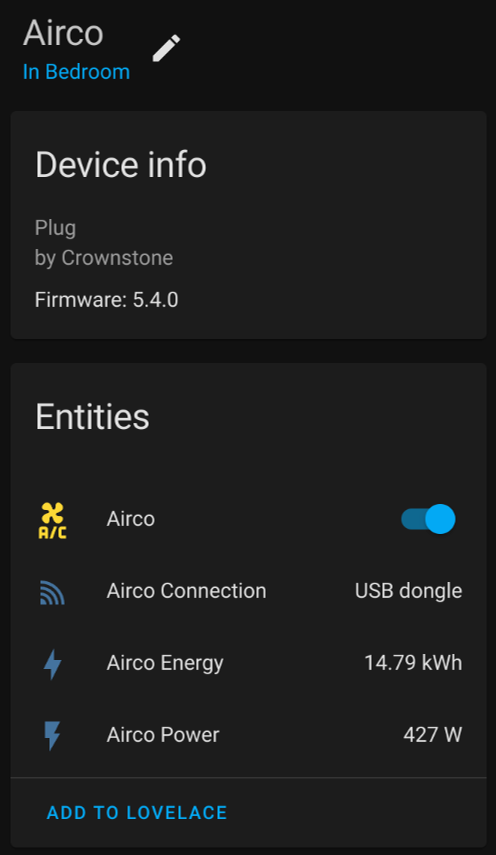 Airco
In Bedroom
Device info
Plug
by Crownstone
Firmware: 5.4.0
Entities
A/C Airco
Airco Connection USB dongle
Airco Energy 14.79 kWh
Airco Power 427 W
ADD TO LOVELACE